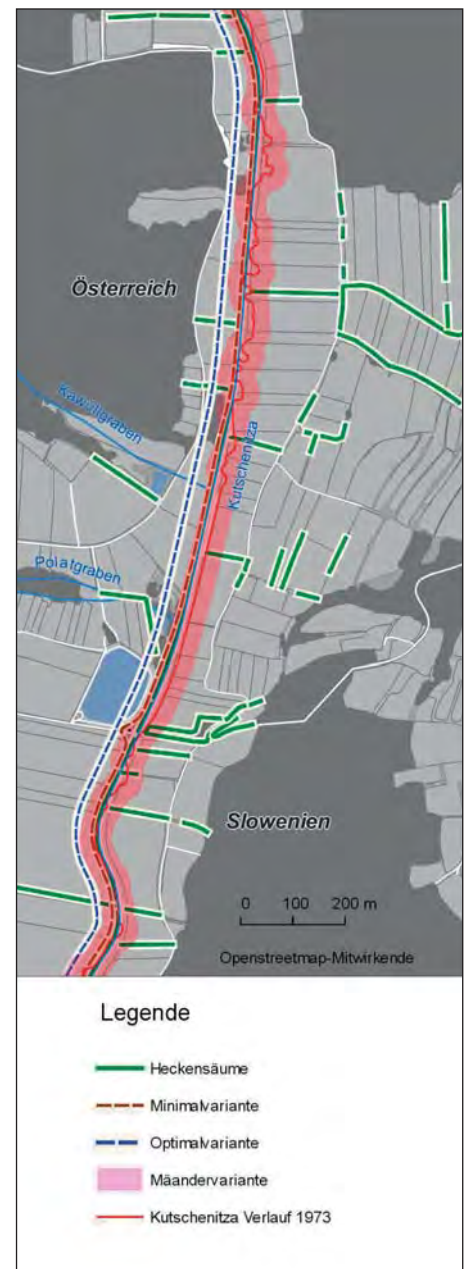 Österreich
Kawillgraben
Kutschenitza
Polatgraben
Slowenien
0 100 200 m
Openstreetmap-Mitwirkende
Legende
Heckensäume
Minimalvariante
Optimalvariante
Mäandervariante
Kutschenitza Verlauf 1973